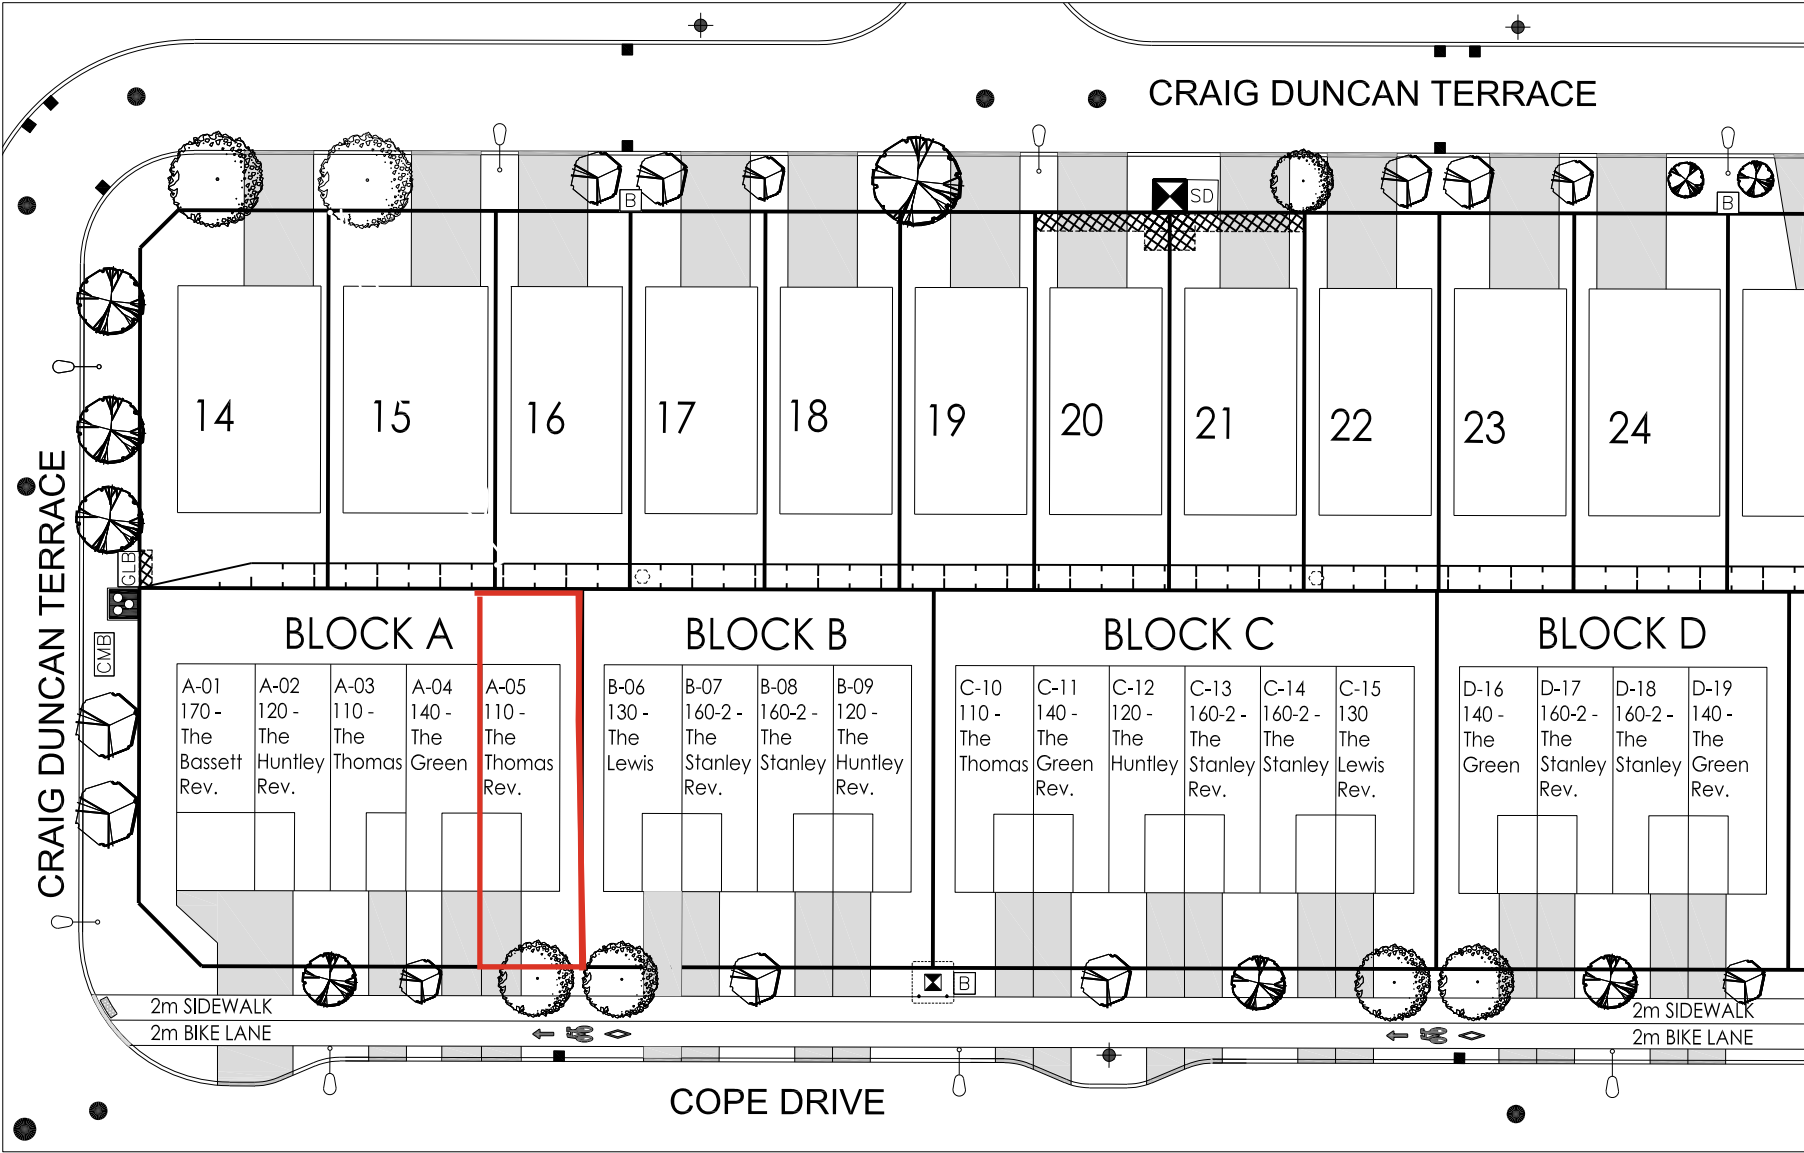 CRAIG DUNCAN TERRACE
B
SD
B
14
15
16
17
18
19
20
21
22
23
24
CRAIG DUNCAN TERRACE
GLB
CMB
BLOCK A
BLOCK B
BLOCK C
BLOCK D
A-01
170 -
The
Bassett
Rev.
A-02
120 -
The
Huntley
Rev.
A-03
110 -
The
Thomas
A-04
140 -
The
Green
A-05
110 -
The
Thomas
Rev.
B-06
130 -
The
Lewis
B-07
160-2 -
The
Stanley
Rev.
B-08
160-2 -
The
Stanley
B-09
120 -
The
Huntley
Rev.
C-10
110 -
The
Thomas
C-11
140 -
The
Green
Rev.
C-12
120 -
The
Huntley
C-13
160-2 -
The
Stanley
Rev.
C-14
160-2 -
The
Stanley
C-15
130
The
Lewis
Rev.
D-16
140 -
The
Green
D-17
160-2 -
The
Stanley
Rev.
D-18
160-2 -
The
Stanley
D-19
140 -
The
Green
Rev.
B
2m SIDEWALK
2m SIDEWALK
2m BIKE LANE
2m BIKE LANE
COPE DRIVE